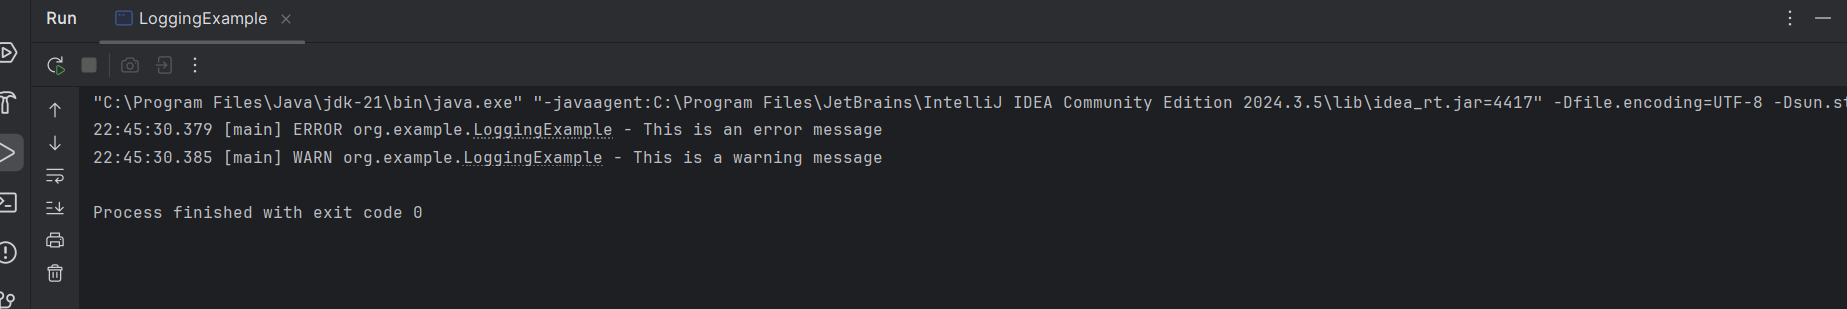 Run LoggingExample
"C:\Program Files\Java\jdk-21\bin\java.exe" "-javaagent:C:\Program Files\JetBrains\IntelliJ IDEA Community Edition 2024.3.5\lib\idea_rt.jar=4417" -Dfile.encoding=UTF-8 -Dsun.st
22:45:30.379 [main] ERROR org.example.LoggingExample - This is an error message
22:45:30.385 [main] WARN org.example.LoggingExample - This is a warning message
Process finished with exit code 0